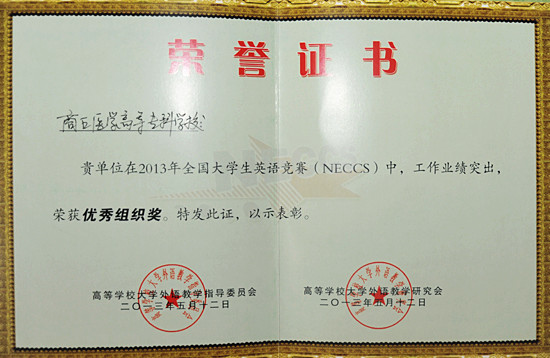 荣誉证书
商丘医学高等专科学校
贵单位在2013年全国大学生英语竞赛（NECCS）中，工作业绩突出，
荣获优秀组织奖。特发此证，以示表彰。
高等学校大学外语教学指导委员会
二〇一三年五月十二日
高等学校大学外语教学研究会
二〇一三年五月十二日